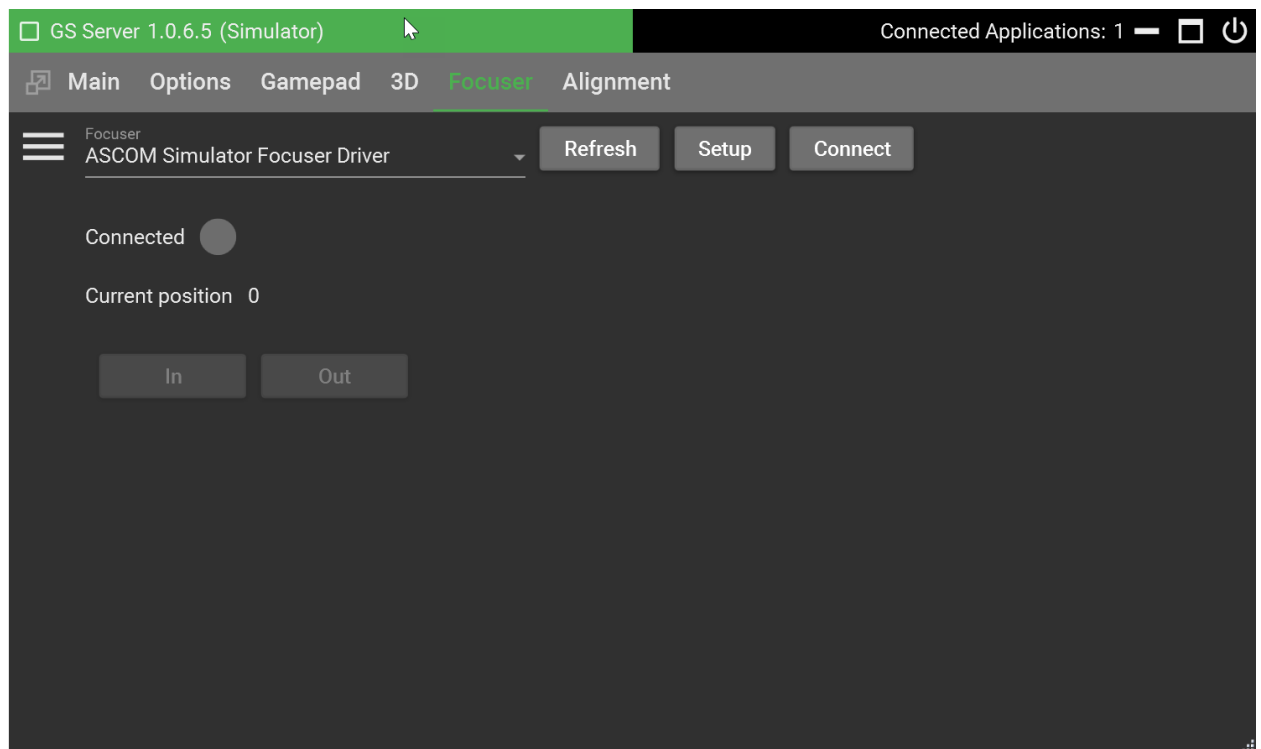 GS Server 1.0.6.5 (Simulator) Connected Applications: 1
Main Options Gamepad 3D Focuser Alignment
Focuser
ASCOM Simulator Focuser Driver Refresh Setup Connect
Connected
Current position 0
In Out